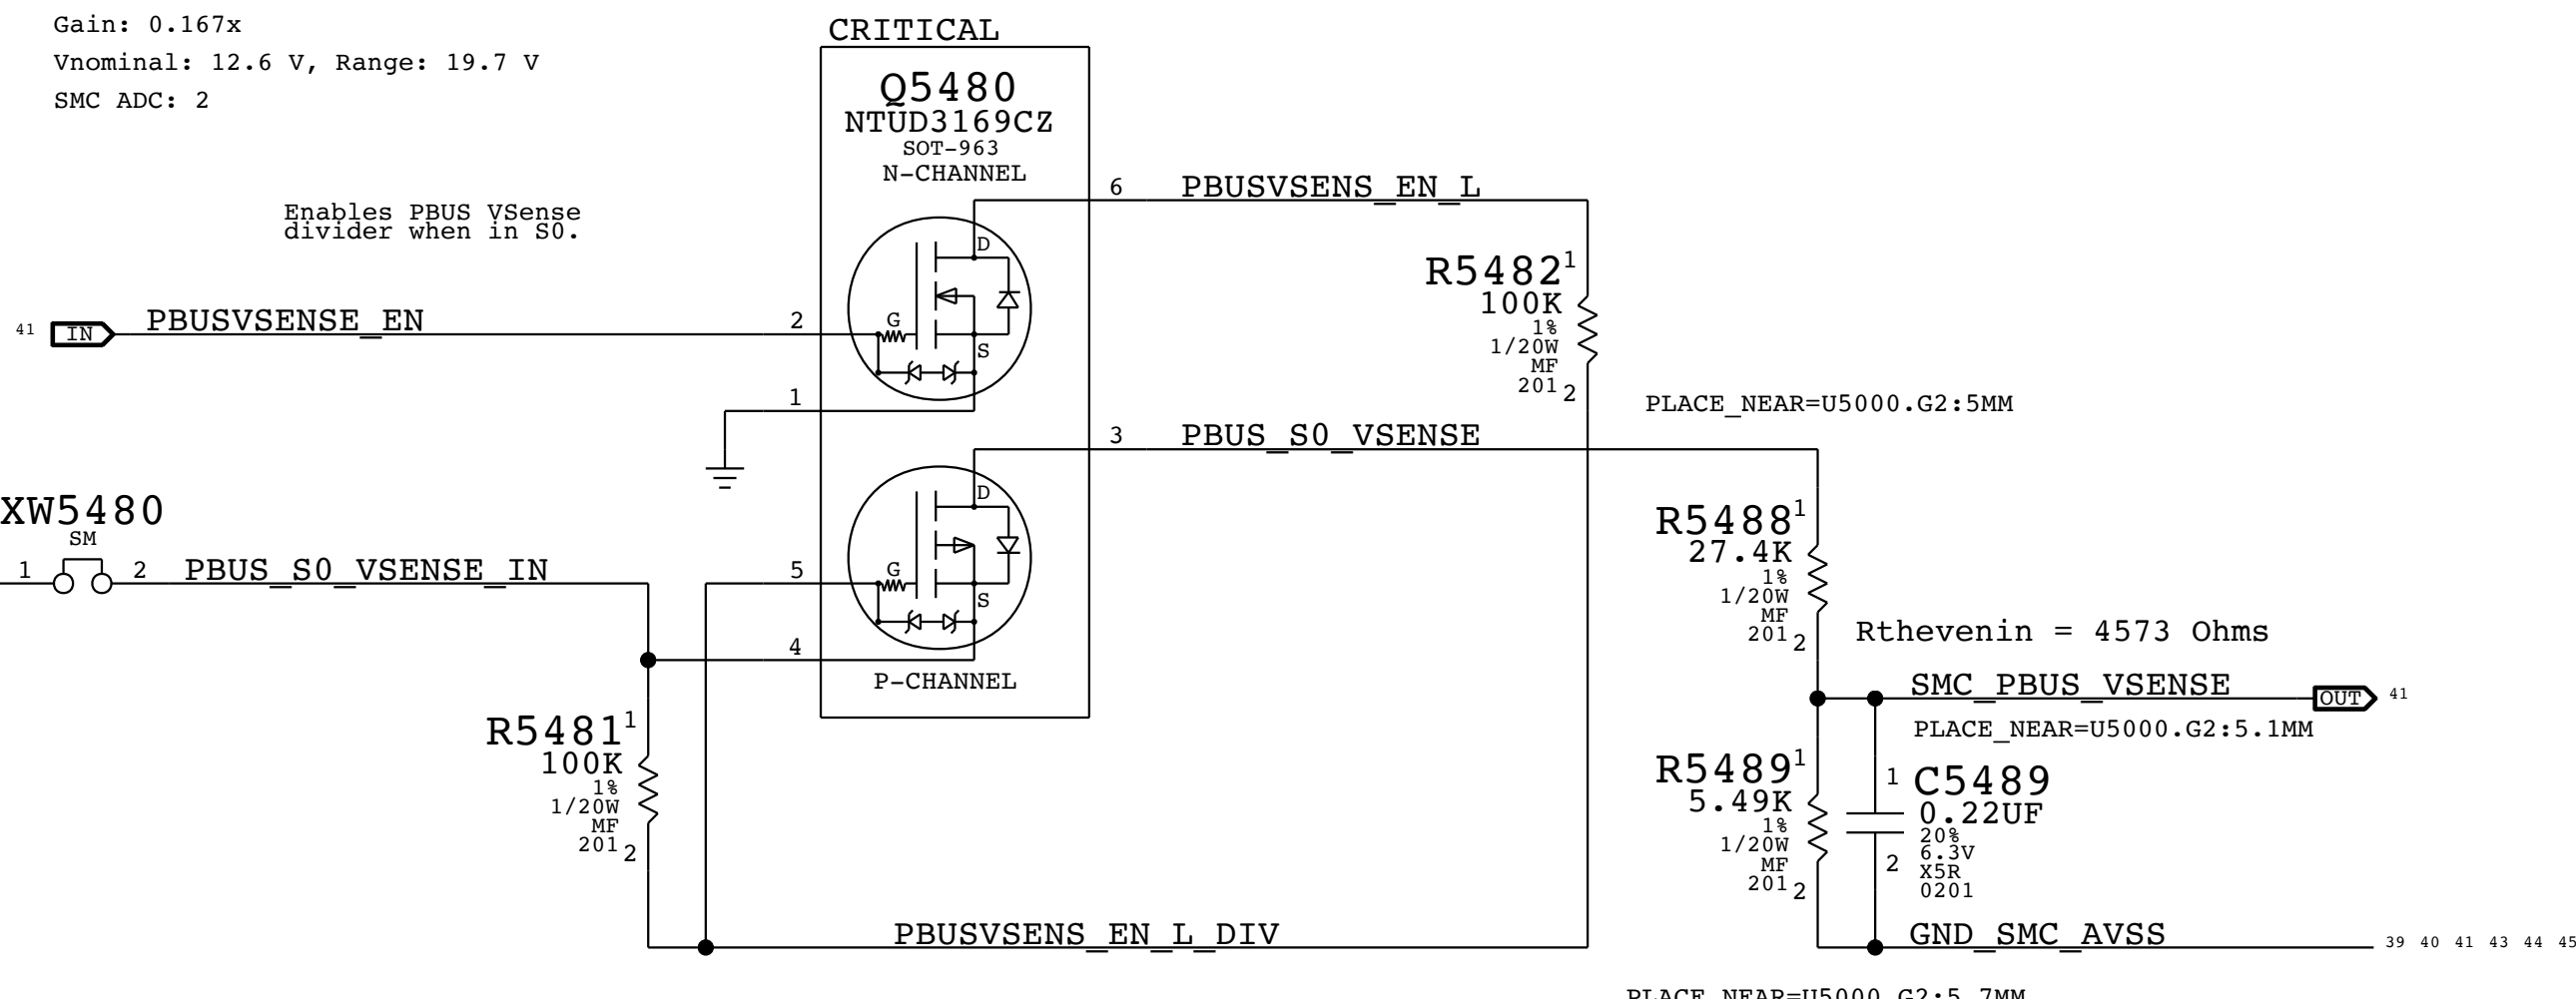 Gain: 0.167x
Vnominal: 12.6 V, Range: 19.7 V
SMC ADC: 2
Enables PBUS VSense
divider when in S0.
41 IN PBUSVSENSE_EN
XW5480
SM
1 2 PBUS_S0_VSENSE_IN
R5481 1
100K
1%
1/20W
MF
201 2
CRITICAL
Q5480
NTUD3169CZ
SOT-963
N-CHANNEL
D
2 G
S
1
D
5 G
S
4
P-CHANNEL
6 PBUSVSENS_EN_L
R5482 1
100K
1%
1/20W
MF
201 2
3 PBUS_S0_VSENSE
PLACE_NEAR=U5000.G2:5MM
R5488 1
27.4K
1%
1/20W
MF
201 2
Rthevenin = 4573 Ohms
SMC_PBUS_VSENSE OUT 41
PLACE_NEAR=U5000.G2:5.1MM
R5489 1
5.49K
1%
1/20W
MF
201 2
1 C5489
0.22UF
20%
6.3V
2 X5R
0201
PBUSVSENS_EN_L_DIV
GND_SMC_AVSS 39 40 41 43 44 45
PLACE_NEAR=U5000.G2:5.7MM